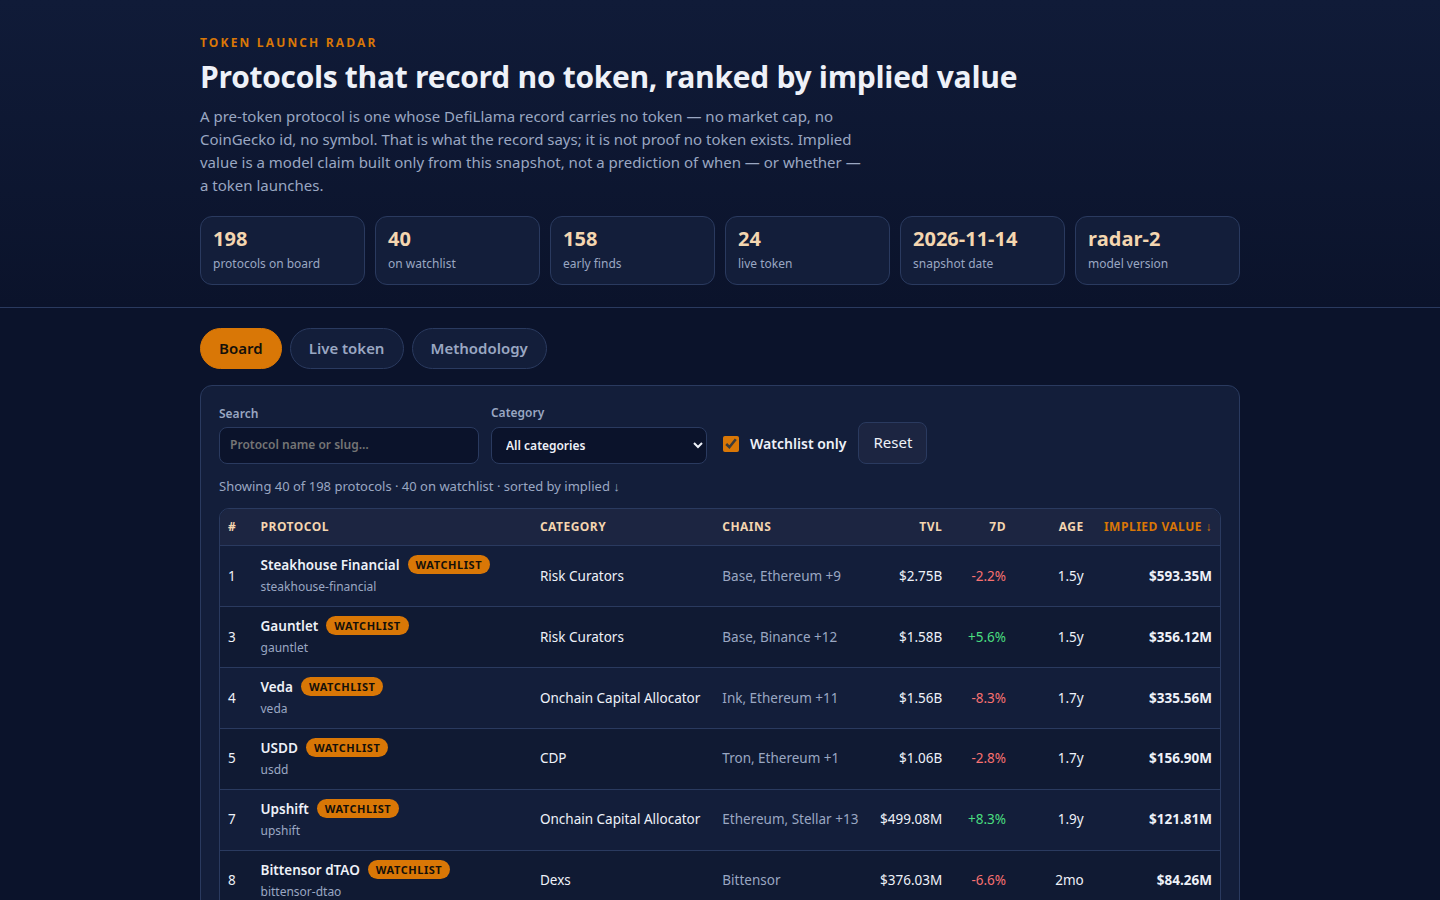 TOKEN LAUNCH RADAR
Protocols that record no token, ranked by implied value
A pre-token protocol is one whose DefiLlama record carries no token — no market cap, no
CoinGecko id, no symbol. That is what the record says; it is not proof no token exists. Implied
value is a model claim built only from this snapshot, not a prediction of when — or whether —
a token launches.
198 40 158 24 2026-11-14 radar-2
protocols on board on watchlist early finds live token snapshot date model version
Board Live token Methodology
Search Category
Protocol name or slug... All categories Watchlist only Reset
Showing 40 of 198 protocols · 40 on watchlist · sorted by implied ↓
# PROTOCOL CATEGORY CHAINS TVL 7D AGE IMPLIED VALUE ↓
1 Steakhouse Financial WATCHLIST Risk Curators Base, Ethereum +9 $2.75B -2.2% 1.5y $593.35M
steakhouse-financial
3 Gauntlet WATCHLIST Risk Curators Base, Binance +12 $1.58B +5.6% 1.5y $356.12M
gauntlet
4 Veda WATCHLIST Onchain Capital Allocator Ink, Ethereum +11 $1.56B -8.3% 1.7y $335.56M
veda
5 USDD WATCHLIST CDP Tron, Ethereum +1 $1.06B -2.8% 1.7y $156.90M
usdd
7 Upshift WATCHLIST Onchain Capital Allocator Ethereum, Stellar +13 $499.08M +8.3% 1.9y $121.81M
upshift
8 Bittensor dTAO WATCHLIST Dexs Bittensor $376.03M -6.6% 2mo $84.26M
bittensor-dtao